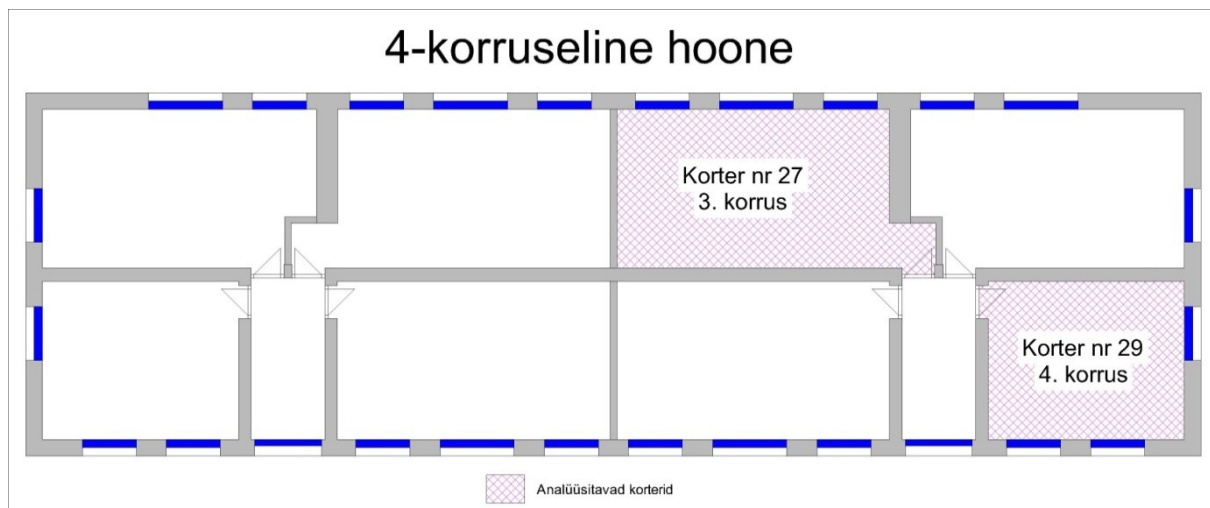 4-korruseline hoone
Korter nr 27
3. korrus
Korter nr 29
4. korrus
Analüüsitavad korterid